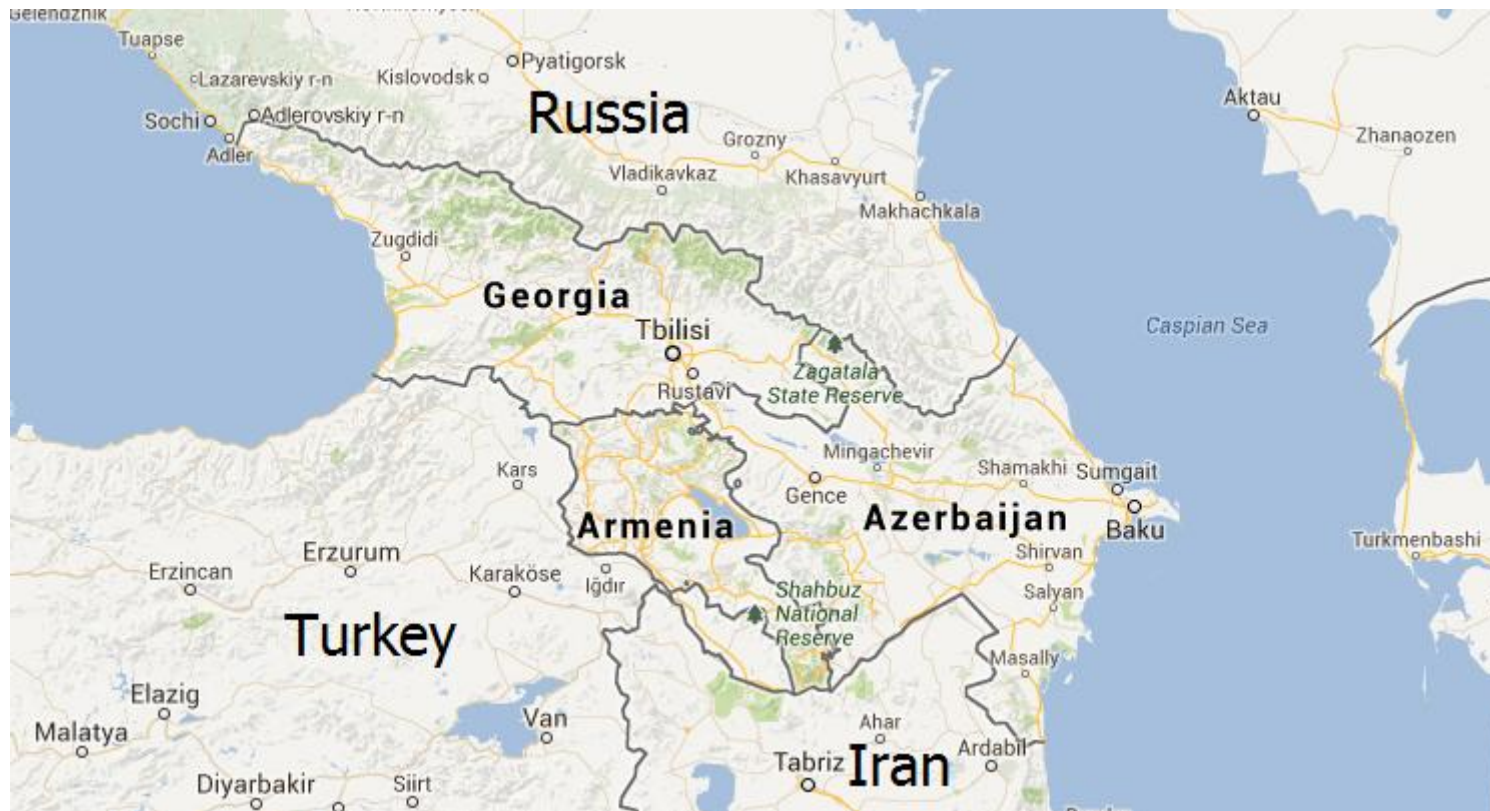 Gelendzhik
Tuapse
Lazarevskiy r-n
Kislovodsk
Pyatigorsk
Russia
Sochi
Adlerovskiy r-n
Adler
Aktau
Zhanaozen
Grozny
Vladikavkaz
Khasavyurt
Makhachkala
Zugdidi
Georgia
Tbilisi
Caspian Sea
Rustavi
Zagatala
State Reserve
Kars
Mingachevir
Gence
Shamakhi
Sumgait
Armenia
Azerbaijan
Baku
Turkmenbashi
Erzurum
Erzincan
Karaköse
Iğdır
Shirvan
Salyan
Shahbuz
National
Reserve
Turkey
Masally
Elazig
Malatya
Van
Ahar
Ardabil
Tabriz
Iran
Diyarbakir
Siirt